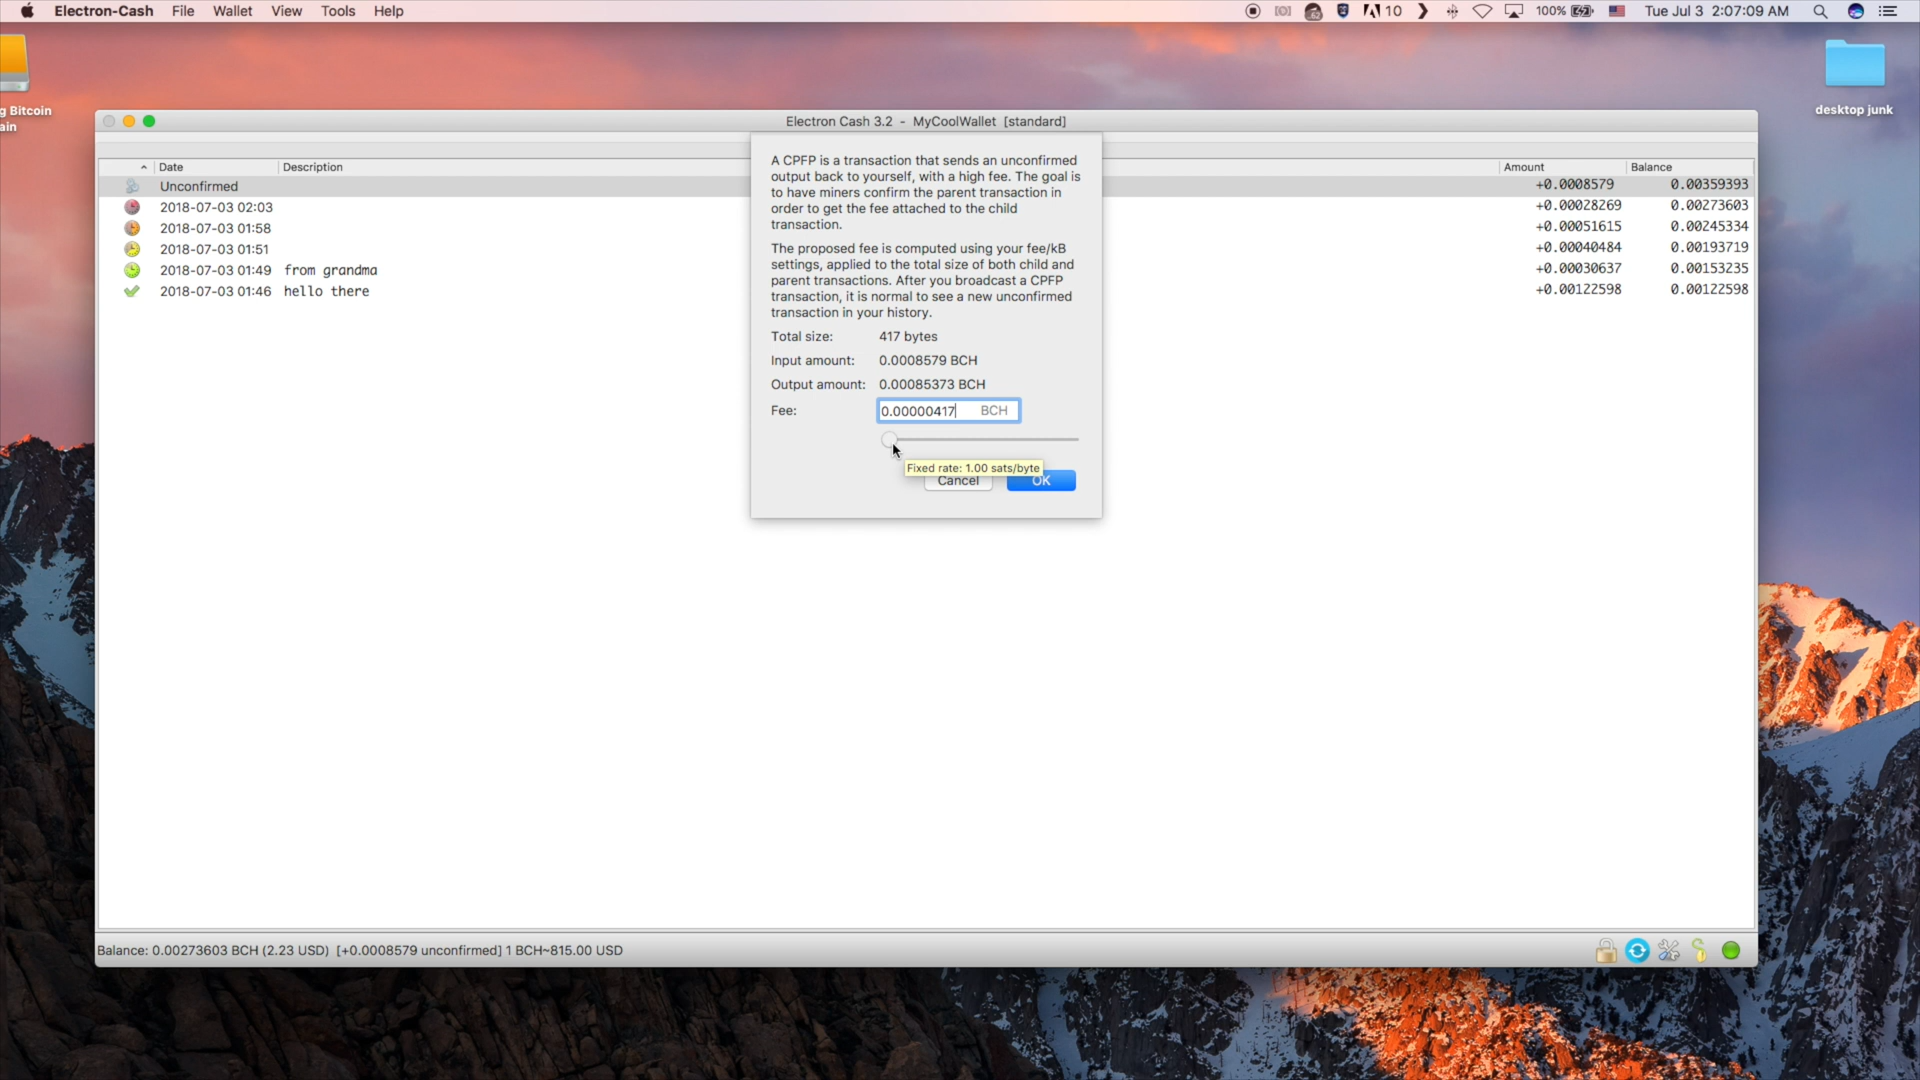 Electron-Cash File Wallet View Tools Help
10 100% Tue Jul 3 2:07:09 AM
g Bitcoin
ain
desktop junk
Electron Cash 3.2 - MyCoolWallet [standard]
Date Description Amount Balance
Unconfirmed +0.0008579 0.00359393
2018-07-03 02:03 +0.00028269 0.00273603
2018-07-03 01:58 +0.00051615 0.00245334
2018-07-03 01:51 +0.00040484 0.00193719
2018-07-03 01:49 from grandma +0.00030637 0.00153235
2018-07-03 01:46 hello there +0.00122598 0.00122598
A CPFP is a transaction that sends an unconfirmed
output back to yourself, with a high fee. The goal is
to have miners confirm the parent transaction in
order to get the fee attached to the child
transaction.
The proposed fee is computed using your fee/kB
settings, applied to the total size of both child and
parent transactions. After you broadcast a CPFP
transaction, it is normal to see a new unconfirmed
transaction in your history.
Total size: 417 bytes
Input amount: 0.0008579 BCH
Output amount: 0.00085373 BCH
Fee: 0.00000417 BCH
Fixed rate: 1.00 sats/byte
Cancel OK
Balance: 0.00273603 BCH (2.23 USD) [+0.0008579 unconfirmed] 1 BCH~815.00 USD